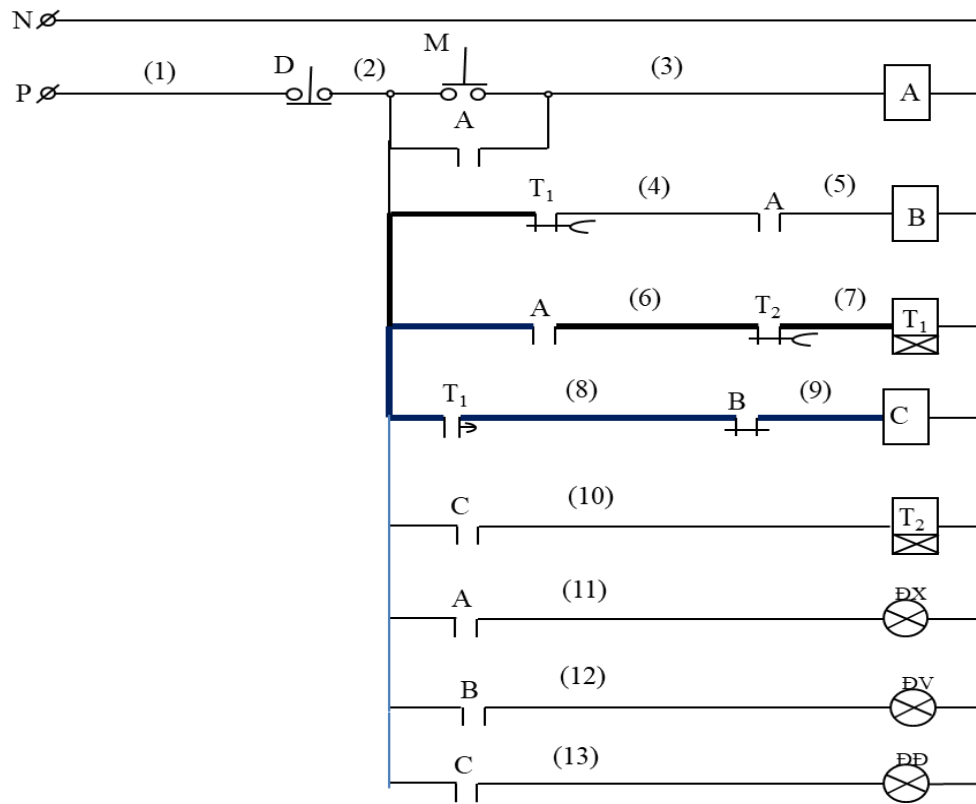 N
M
P (1) D (2) (3) A
A
T₁ (4) A (5) B
A (6) T₂ (7) T₁
T₁ (8) B (9) C
C (10) T₂
A (11) ĐX
B (12) ĐV
C (13) ĐĐ